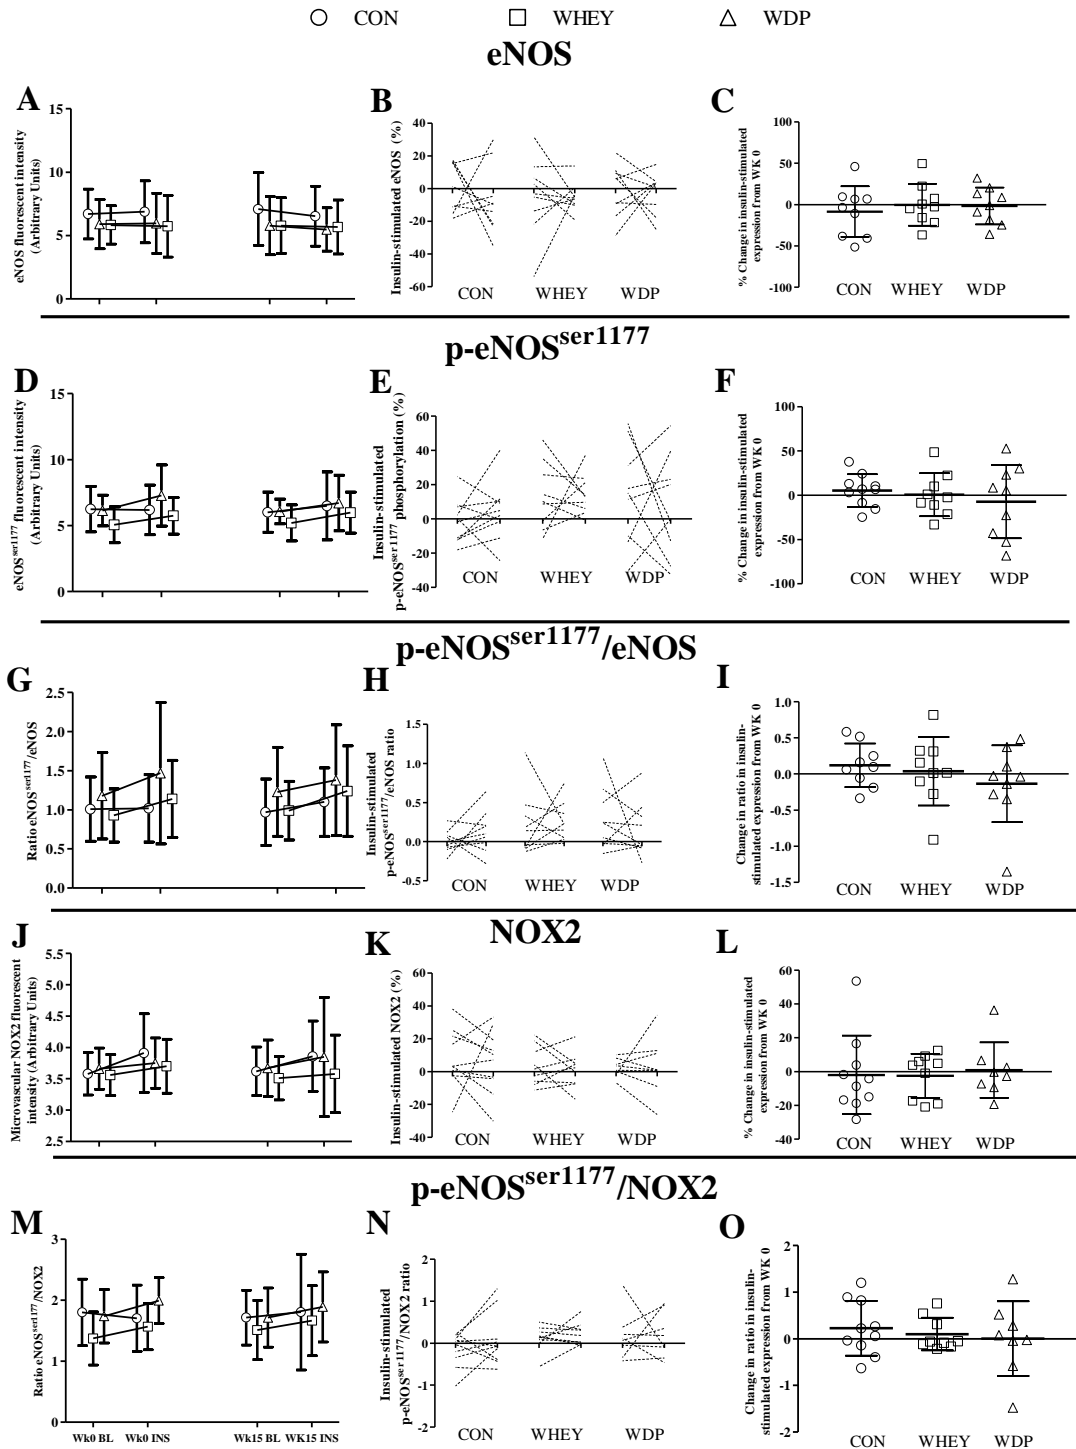 CON WHEY WDP
eNOS
A
eNOS fluorescent intensity
(Arbitrary Units)
15
10
5
0
B
Insulin-stimulated eNOS (%)
40
20
0
-20
-40
-60
CON WHEY WDP
C
% Change in insulin-stimulated
expression from WK 0
100
50
0
-50
-100
CON WHEY WDP
p-eNOSser1177
D
eNOSser1177 fluorescent intensity
(Arbitrary Units)
15
10
5
0
E
Insulin-stimulated
p-eNOSser1177 phosphorylation (%)
60
40
20
0
-20
-40
CON WHEY WDP
F
% Change in insulin-stimulated
expression from WK 0
100
50
0
-50
-100
CON WHEY WDP
p-eNOSser1177/eNOS
G
Ratio eNOSser1177/eNOS
2.5
2.0
1.5
1.0
0.5
0.0
H
Insulin-stimulated
p-eNOSser1177/eNOS ratio
1.5
1.0
0.5
0.0
-0.5
CON WHEY WDP
I
Change in ratio in insulin-
stimulated expression from WK 0
1.0
0.5
0.0
-0.5
-1.0
-1.5
CON WHEY WDP
NOX2
J
Microvascular NOX2 fluorescent
intensity (Arbitrary Units)
5.5
5.0
4.5
4.0
3.5
3.0
2.5
K
Insulin-stimulated NOX2 (%)
60
40
20
0
-20
-40
CON WHEY WDP
L
% Change in insulin-stimulated
expression from WK 0
60
40
20
0
-20
-40
CON WHEY WDP
p-eNOSser1177/NOX2
M
Ratio eNOSser1177/NOX2
3
2
1
0
Wk0 BL Wk0 INS Wk15 BL WK15 INS
N
Insulin-stimulated
p-eNOSser1177/NOX2 ratio
2
1
0
-1
-2
CON WHEY WDP
O
Change in ratio in insulin-
stimulated expression from WK 0
2
1
0
-1
-2
CON WHEY WDP